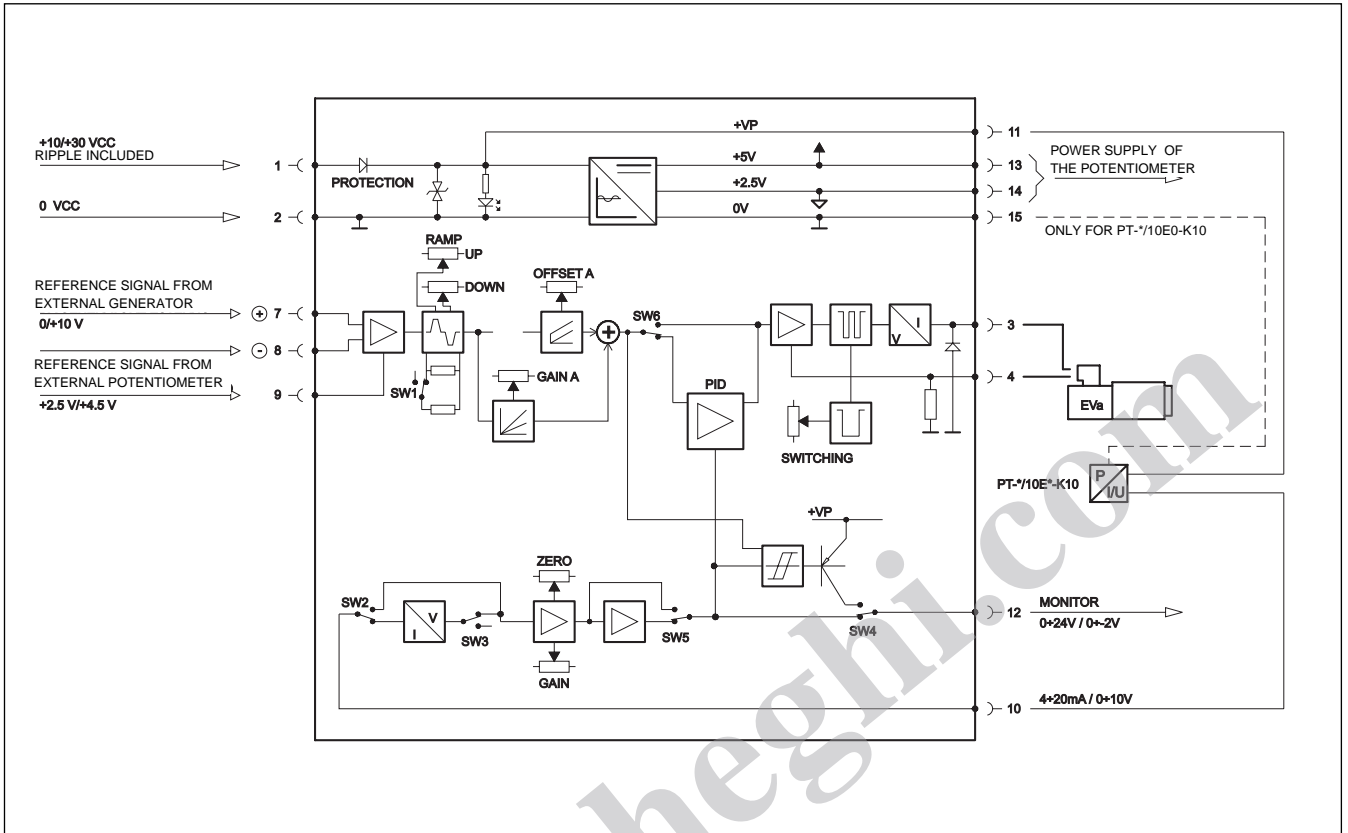 +10/+30 VCC
RIPPLE INCLUDED
1
PROTECTION
+VP
11
+5V
13
POWER SUPPLY OF
THE POTENTIOMETER
+2.5V
14
0 VCC
2
0V
15
ONLY FOR PT-*/10E0-K10
RAMP
UP
DOWN
OFFSET A
REFERENCE SIGNAL FROM
EXTERNAL GENERATOR
0/+10 V
+ 7
- 8
REFERENCE SIGNAL FROM
EXTERNAL POTENTIOMETER
+2.5 V/+4.5 V
9
SW1
GAIN A
+
SW6
PID
SWITCHING
I
V
3
4
EVa
PT-*/10E*-K10
P
I/U
+VP
ZERO
SW2
V
I
SW3
GAIN
SW5
SW4
12
MONITOR
0÷24V / 0÷-2V
10
4÷20mA / 0÷10V
heghi.com